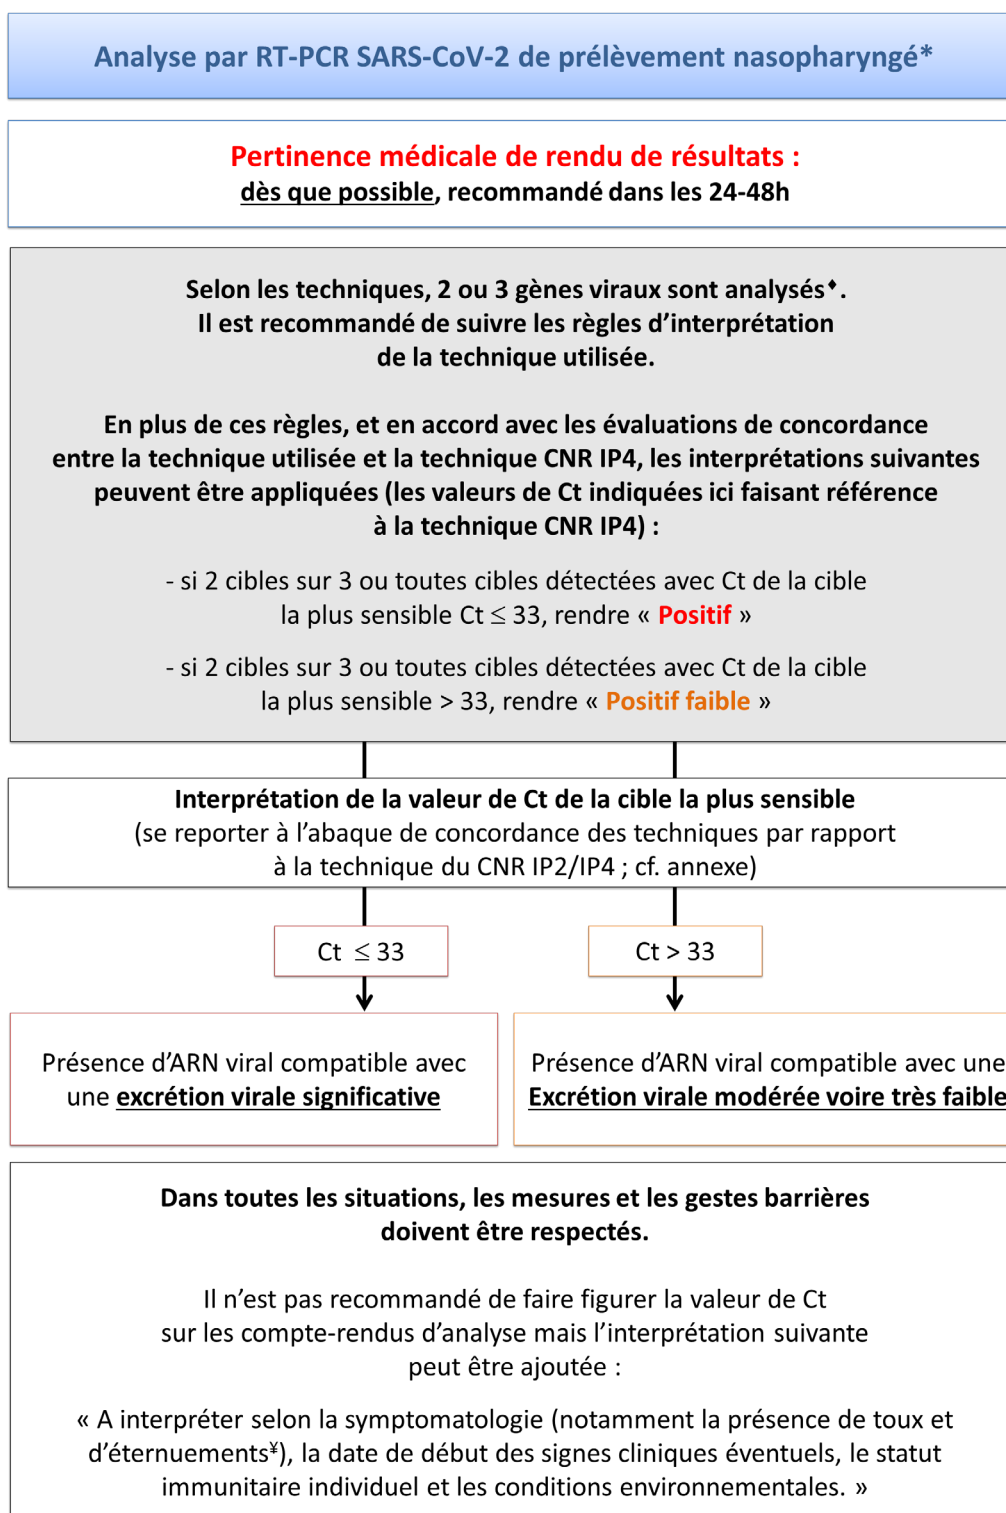 Analyse par RT-PCR SARS-CoV-2 de prélèvement nasopharyngé*
Pertinence médicale de rendu de résultats :
dès que possible, recommandé dans les 24-48h
Selon les techniques, 2 ou 3 gènes viraux sont analysés♦.
Il est recommandé de suivre les règles d’interprétation
de la technique utilisée.
En plus de ces règles, et en accord avec les évaluations de concordance
entre la technique utilisée et la technique CNR IP4, les interprétations suivantes
peuvent être appliquées (les valeurs de Ct indiquées ici faisant référence
à la technique CNR IP4) :
- si 2 cibles sur 3 ou toutes cibles détectées avec Ct de la cible
la plus sensible Ct ≤ 33, rendre « Positif »
- si 2 cibles sur 3 ou toutes cibles détectées avec Ct de la cible
la plus sensible > 33, rendre « Positif faible »
Interprétation de la valeur de Ct de la cible la plus sensible
(se reporter à l’abaque de concordance des techniques par rapport
à la technique du CNR IP2/IP4 ; cf. annexe)
Ct ≤ 33
Ct > 33
Présence d’ARN viral compatible avec
une excrétion virale significative
Présence d’ARN viral compatible avec une
Excrétion virale modérée voire très faible
Dans toutes les situations, les mesures et les gestes barrières
doivent être respectés.
Il n’est pas recommandé de faire figurer la valeur de Ct
sur les compte-rendus d’analyse mais l’interprétation suivante
peut être ajoutée :
« A interpréter selon la symptomatologie (notamment la présence de toux et
d’éternuements¥), la date de début des signes cliniques éventuels, le statut
immunitaire individuel et les conditions environnementales. »